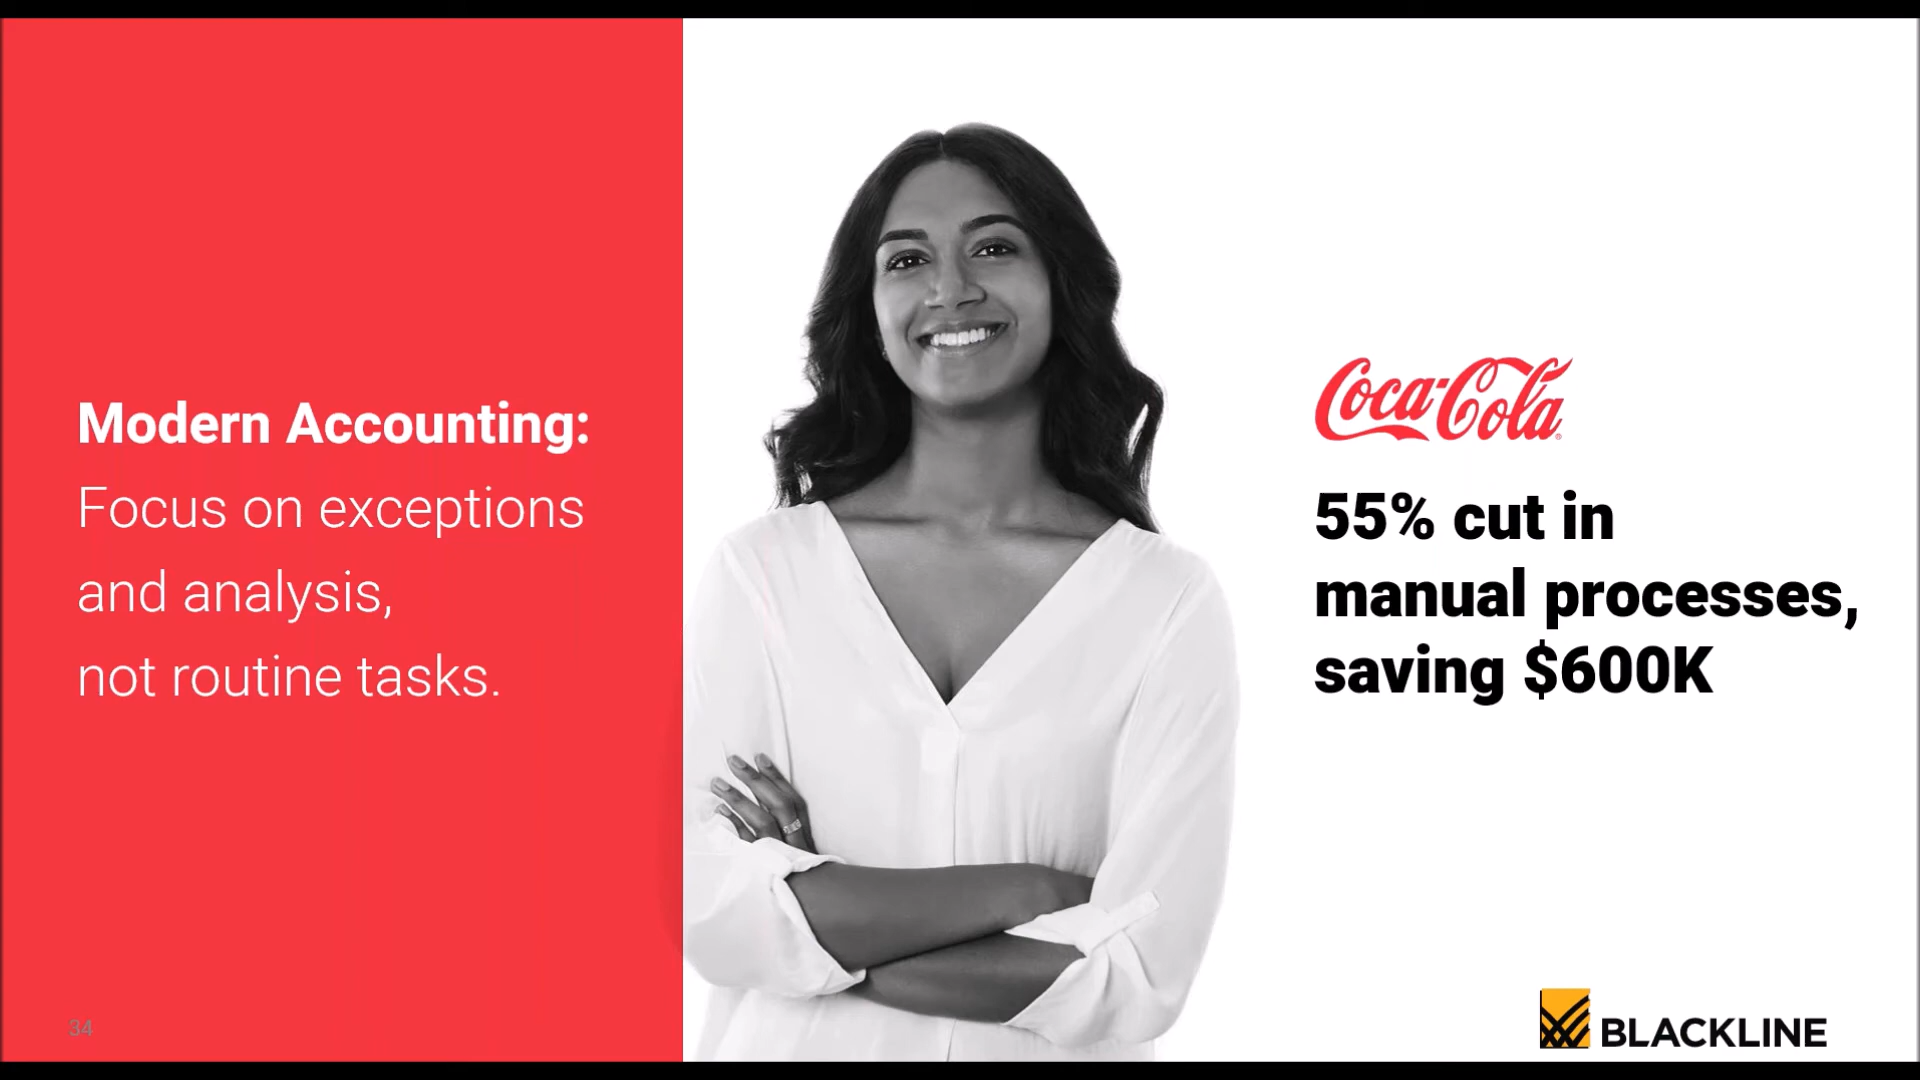 Modern Accounting:
Focus on exceptions
and analysis,
not routine tasks.
34
Coca-Cola
55% cut in
manual processes,
saving $600K
BLACKLINE